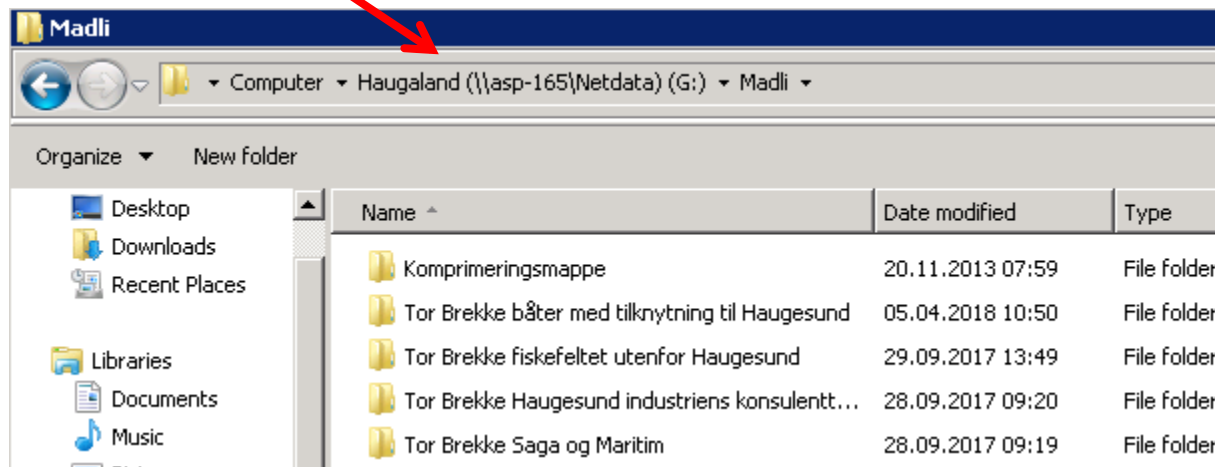 Madli
Computer Haugaland (\\asp-165\Netdata) (G:) Madli
Organize New folder
Desktop
Downloads
Recent Places
Libraries
Documents
Music
Name Date modified Type
Komprimeringsmappe 20.11.2013 07:59 File folder
Tor Brekke båter med tilknytning til Haugesund 05.04.2018 10:50 File folder
Tor Brekke fiskefeltet utenfor Haugesund 29.09.2017 13:49 File folder
Tor Brekke Haugesund industriens konsulentt... 28.09.2017 09:20 File folder
Tor Brekke Saga og Maritim 28.09.2017 09:19 File folder